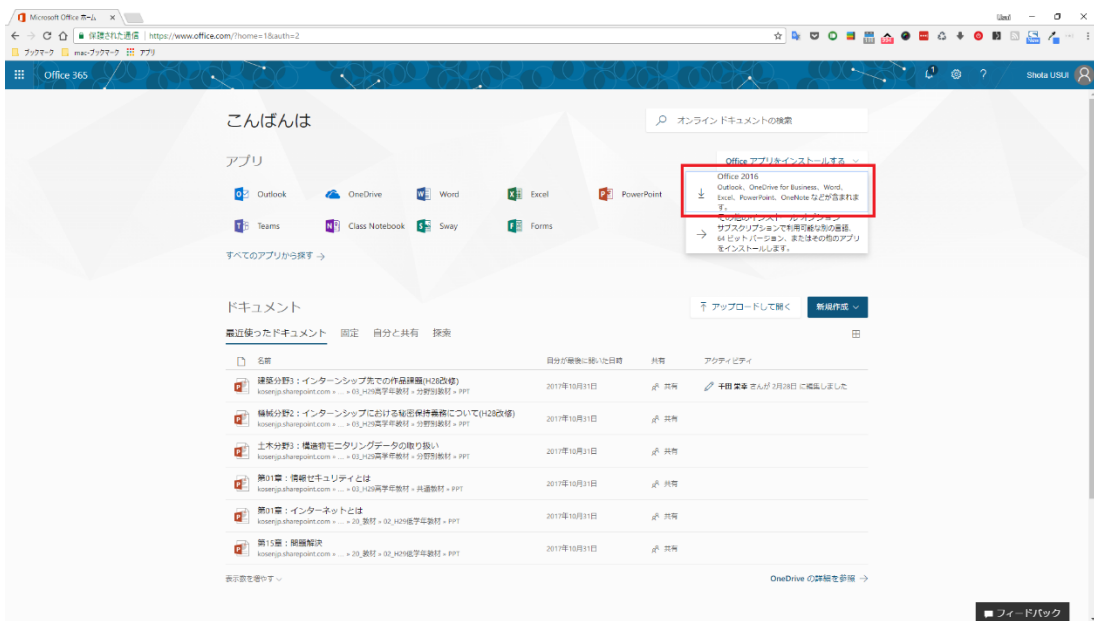 Microsoft Office ホーム
Usui
保護された通信 | https://www.office.com/?home=1&auth=2
ブックマーク mac-ブックマーク アプリ
Office 365
1
?
Shota USUI
こんばんは
オンライン ドキュメントの検索
アプリ
Office アプリをインストールする
Outlook OneDrive Word Excel PowerPoint
Office 2016
Outlook、OneDrive for Business、Word、
Excel、PowerPoint、OneNote などが含まれま
す。
Teams Class Notebook Sway Forms
その他のインストール オプション
サブスクリプションで利用可能な別の言語、
64 ビット バージョン、またはその他のアプリ
をインストールします。
すべてのアプリから探す →
ドキュメント
アップロードして開く
新規作成
最近使ったドキュメント 固定 自分と共有 探索
名前 自分が最後に開いた日時 共有 アクティビティ
建築分野3：インターンシップ先での作品課題(H28改修)
kosenjp.sharepoint.com » ... » 03_H29高学年教材 » 分野別教材 » PPT
2017年10月31日 共有 千田 栄幸 さんが 2月28日 に編集しました
機械分野2：インターンシップにおける秘密保持義務について(H28改修)
kosenjp.sharepoint.com » ... » 03_H29高学年教材 » 分野別教材 » PPT
2017年10月31日 共有
土木分野3：構造物モニタリングデータの取り扱い
kosenjp.sharepoint.com » ... » 03_H29高学年教材 » 分野別教材 » PPT
2017年10月31日 共有
第01章：情報セキュリティとは
kosenjp.sharepoint.com » ... » 03_H29高学年教材 » 共通教材 » PPT
2017年10月31日 共有
第01章：インターネットとは
kosenjp.sharepoint.com » ... » 20_教材 » 02_H29低学年教材 » PPT
2017年10月31日 共有
第15章：問題解決
kosenjp.sharepoint.com » ... » 20_教材 » 02_H29低学年教材 » PPT
2017年10月31日 共有
表示数を増やす
OneDrive の詳細を参照 →
フィードバック